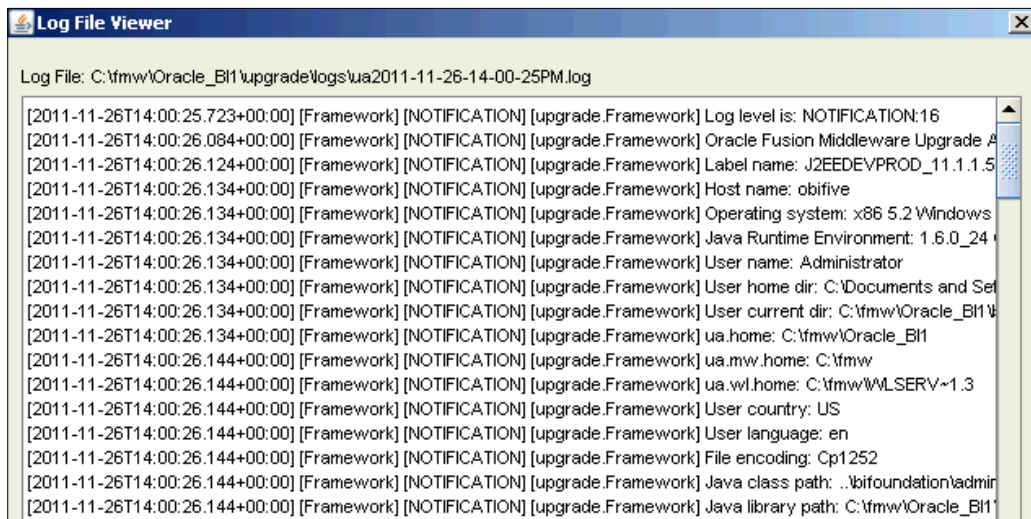 Log File Viewer
Log File: C:\fmw\Oracle_BI1\upgrade\logs\ua2011-11-26-14-00-25PM.log
[2011-11-26T14:00:25.723+00:00] [Framework] [NOTIFICATION] [upgrade.Framework] Log level is: NOTIFICATION:16
[2011-11-26T14:00:26.084+00:00] [Framework] [NOTIFICATION] [upgrade.Framework] Oracle Fusion Middleware Upgrade A
[2011-11-26T14:00:26.124+00:00] [Framework] [NOTIFICATION] [upgrade.Framework] Label name: J2EEDEVPROD_11.1.1.5
[2011-11-26T14:00:26.134+00:00] [Framework] [NOTIFICATION] [upgrade.Framework] Host name: obifive
[2011-11-26T14:00:26.134+00:00] [Framework] [NOTIFICATION] [upgrade.Framework] Operating system: x86 5.2 Windows
[2011-11-26T14:00:26.134+00:00] [Framework] [NOTIFICATION] [upgrade.Framework] Java Runtime Environment: 1.6.0_24
[2011-11-26T14:00:26.134+00:00] [Framework] [NOTIFICATION] [upgrade.Framework] User name: Administrator
[2011-11-26T14:00:26.134+00:00] [Framework] [NOTIFICATION] [upgrade.Framework] User home dir: C:\Documents and Set
[2011-11-26T14:00:26.134+00:00] [Framework] [NOTIFICATION] [upgrade.Framework] User current dir: C:\fmw\Oracle_BI1\
[2011-11-26T14:00:26.134+00:00] [Framework] [NOTIFICATION] [upgrade.Framework] ua.home: C:\fmw\Oracle_BI1
[2011-11-26T14:00:26.144+00:00] [Framework] [NOTIFICATION] [upgrade.Framework] ua.mw.home: C:\fmw
[2011-11-26T14:00:26.144+00:00] [Framework] [NOTIFICATION] [upgrade.Framework] ua.wl.home: C:\fmw\WLSERV~1.3
[2011-11-26T14:00:26.144+00:00] [Framework] [NOTIFICATION] [upgrade.Framework] User country: US
[2011-11-26T14:00:26.144+00:00] [Framework] [NOTIFICATION] [upgrade.Framework] User language: en
[2011-11-26T14:00:26.144+00:00] [Framework] [NOTIFICATION] [upgrade.Framework] File encoding: Cp1252
[2011-11-26T14:00:26.144+00:00] [Framework] [NOTIFICATION] [upgrade.Framework] Java class path: ..\bifoundation\admin
[2011-11-26T14:00:26.144+00:00] [Framework] [NOTIFICATION] [upgrade.Framework] Java library path: C:\fmw\Oracle_BI1\